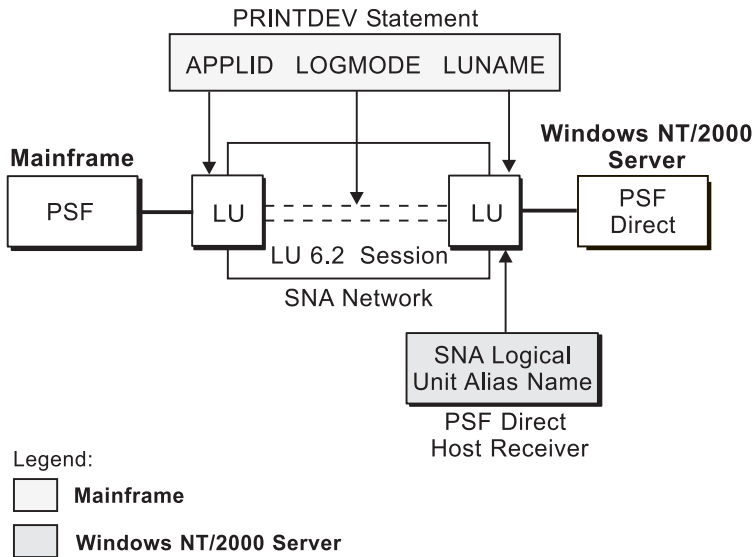 PRINTDEV Statement
APPLID LOGMODE LUNAME
Mainframe
Windows NT/2000
Server
PSF
LU
LU
PSF
Direct
LU 6.2 Session
SNA Network
SNA Logical
Unit Alias Name
PSF Direct
Host Receiver
Legend:
Mainframe
Windows NT/2000 Server